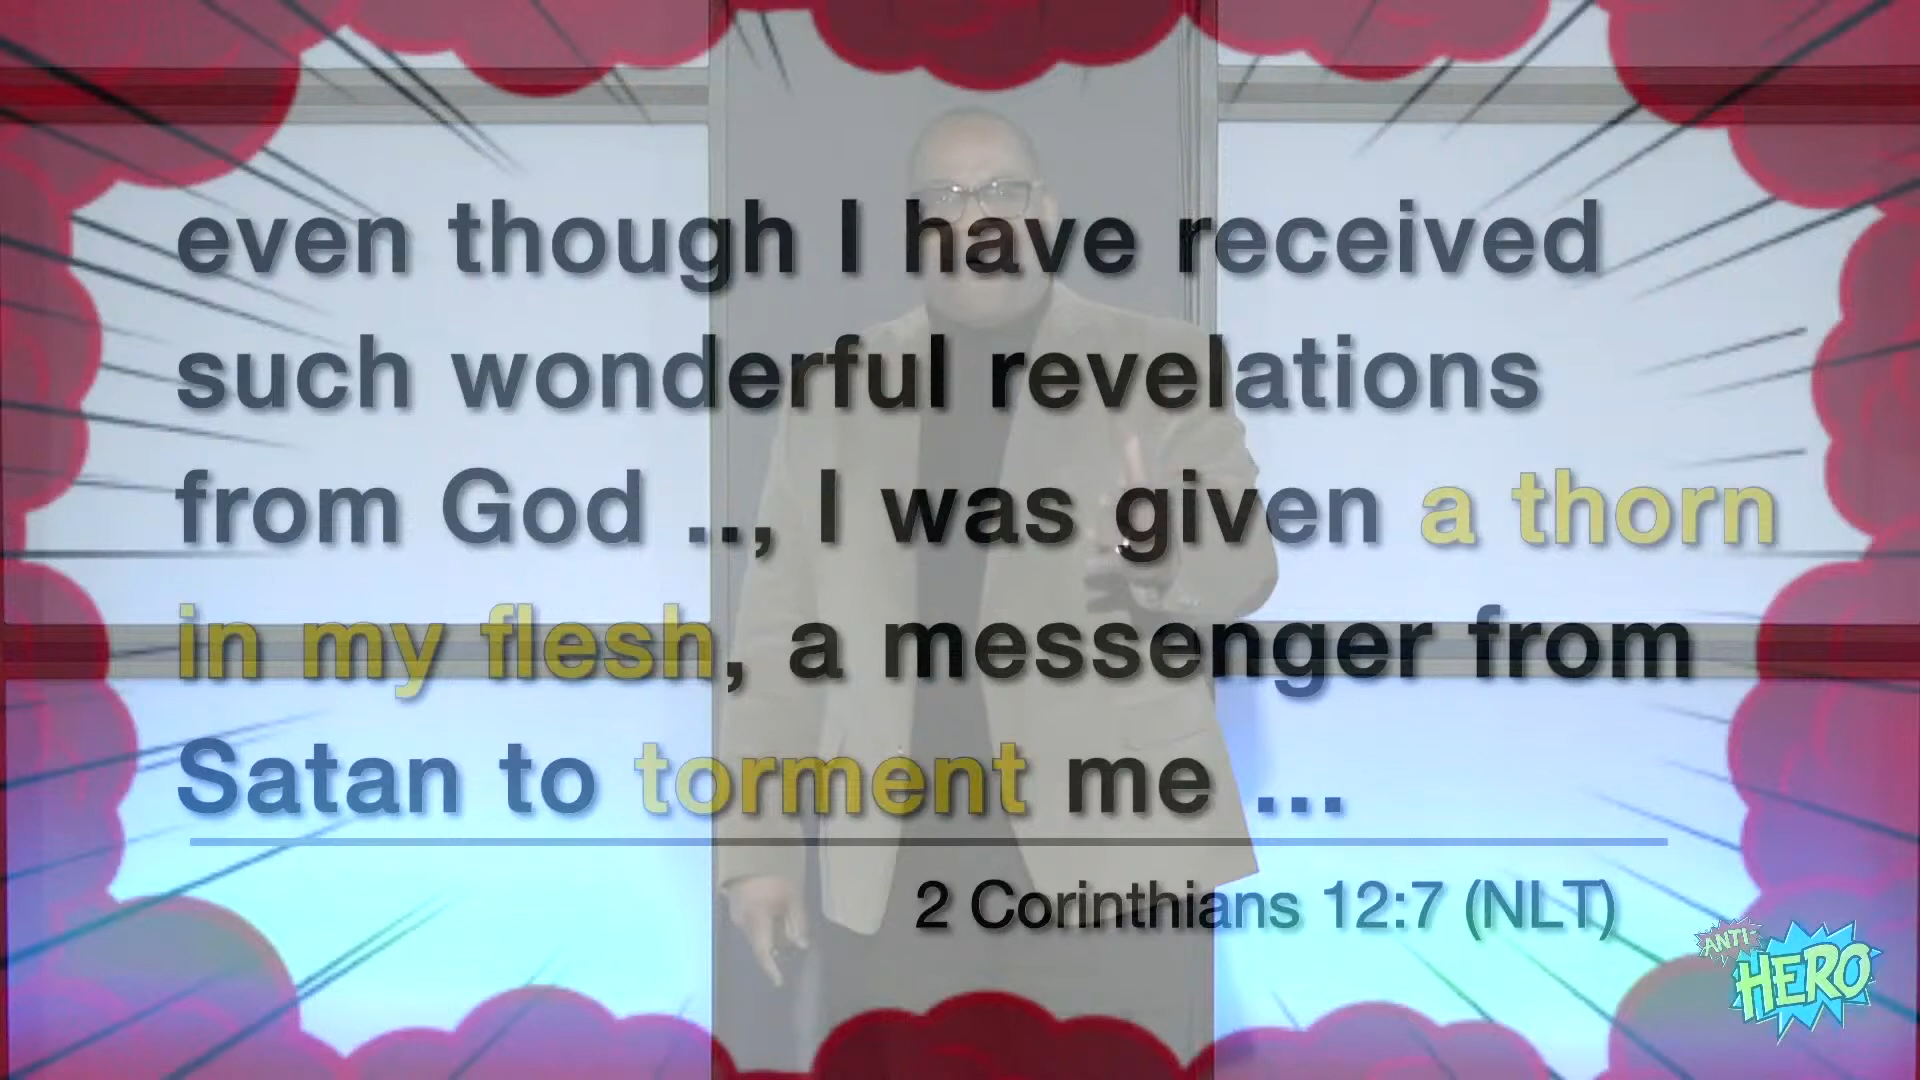 even though I have received
such wonderful revelations
from God .., I was given a thorn
in my flesh, a messenger from
Satan to torment me ...
2 Corinthians 12:7 (NLT)
ANTI-
HERO